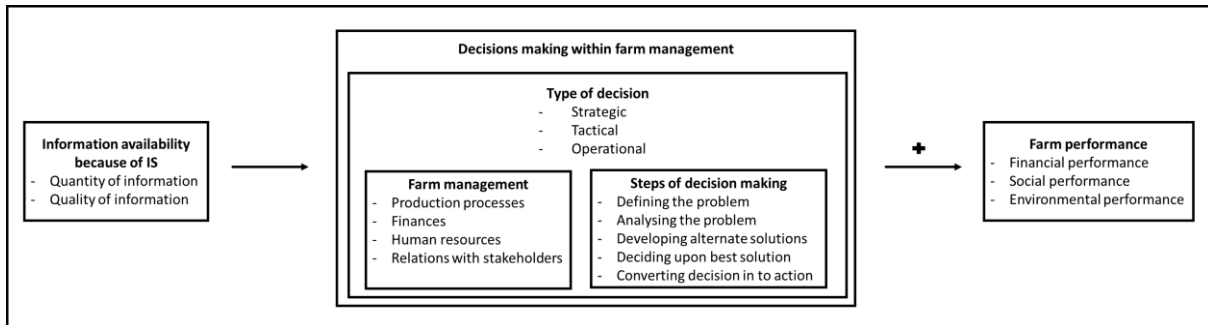 Decisions making within farm management
Type of decision
- Strategic
- Tactical
- Operational
Information availability
because of IS
- Quantity of information
- Quality of information
Farm management
- Production processes
- Finances
- Human resources
- Relations with stakeholders
Steps of decision making
- Defining the problem
- Analysing the problem
- Developing alternate solutions
- Deciding upon best solution
- Converting decision in to action
+
Farm performance
- Financial performance
- Social performance
- Environmental performance